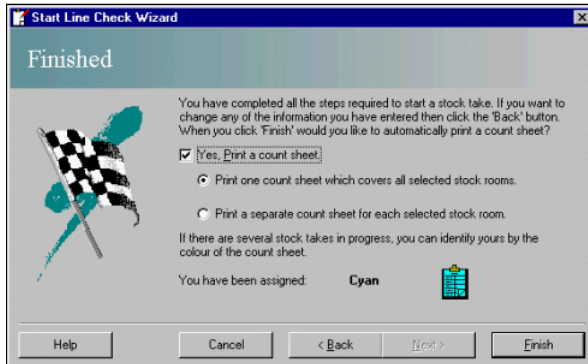 Start Line Check Wizard
Finished
You have completed all the steps required to start a stock take. If you want to
change any of the information you have entered then click the 'Back' button.
When you click 'Finish' would you like to automatically print a count sheet?
Yes, Print a count sheet.
Print one count sheet which covers all selected stock rooms.
Print a separate count sheet for each selected stock room.
If there are several stock takes in progress, you can identify yours by the
colour of the count sheet.
You have been assigned: Cyan
Help Cancel < Back Next > Finish